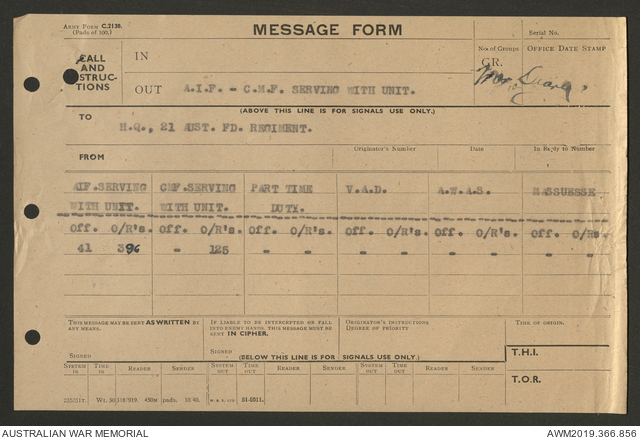 ARMY FORM C.2136.
(Pads of 100.)
MESSAGE FORM
Serial No.
CALL
AND
INSTRUC-
TIONS
IN
No. of Groups
GR.
OFFICE DATE STAMP
OUT A.I.F. - C.M.F. SERVING WITH UNIT.
(ABOVE THIS LINE IS FOR SIGNALS USE ONLY.)
TO
H.Q., 21 AUST. FD. REGIMENT.
FROM
Originator's Number Date In Reply to Number
AIF.SERVING CMF.SERVING PART TIME V.A.D. A.W.A.S. MASSUESSE
WITH UNIT. WITH UNIT. DUTY.
Off. O/R's. Off. O/R's. Off. O/R's. Off. O/R's. Off. O/R's. Off. O/Rs.
41 396 - 125 - - - - - - - -
THIS MESSAGE MAY BE SENT AS WRITTEN BY
ANY MEANS.
SIGNED
IF LIABLE TO BE INTERCEPTED OR FALL
INTO ENEMY HANDS, THIS MESSAGE MUST BE
SENT IN CIPHER.
SIGNED
ORIGINATOR'S INSTRUCTIONS
DEGREE OF PRIORITY
TIME OF ORIGIN.
(BELOW THIS LINE IS FOR SIGNALS USE ONLY.)
T.H.I.
SYSTEM IN TIME IN READER SENDER SYSTEM OUT TIME OUT READER SENDER SYSTEM OUT TIME OUT READER SENDER
T.O.R.
51-5911.
AUSTRALIAN WAR MEMORIAL
AWM2019.366.856